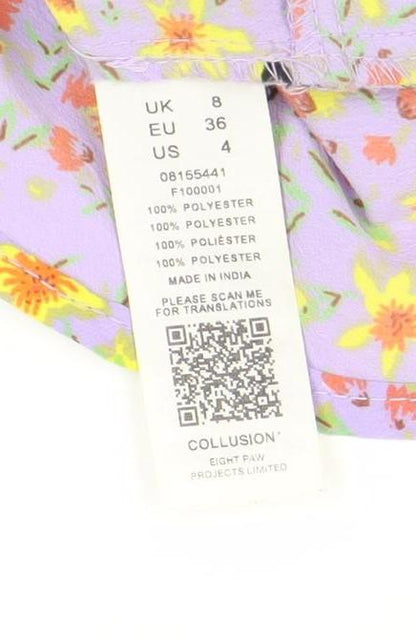 UK 8
EU 36
US 4
08155441
F100001
100% POLYESTER
100% POLYESTER
100% POLIÉSTER
100% POLYESTER
MADE IN INDIA
PLEASE SCAN ME
FOR TRANSLATIONS
COLLUSION
EIGHT PAW
PROJECTS LIMITED